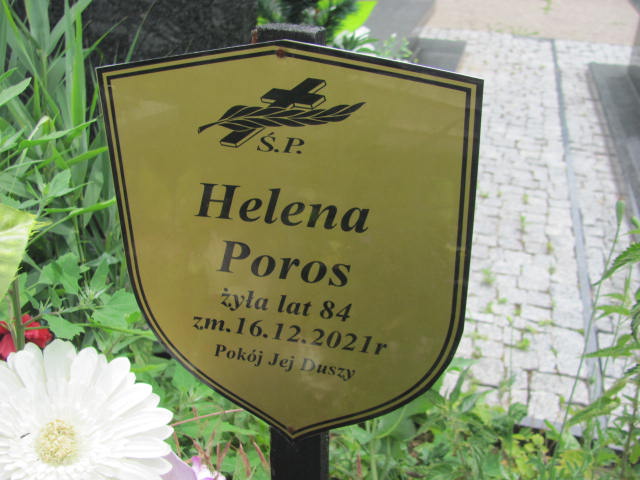 Ś.P.
Helena
Poros
żyła lat 84
zm.16.12.2021r
Pokój Jej Duszy